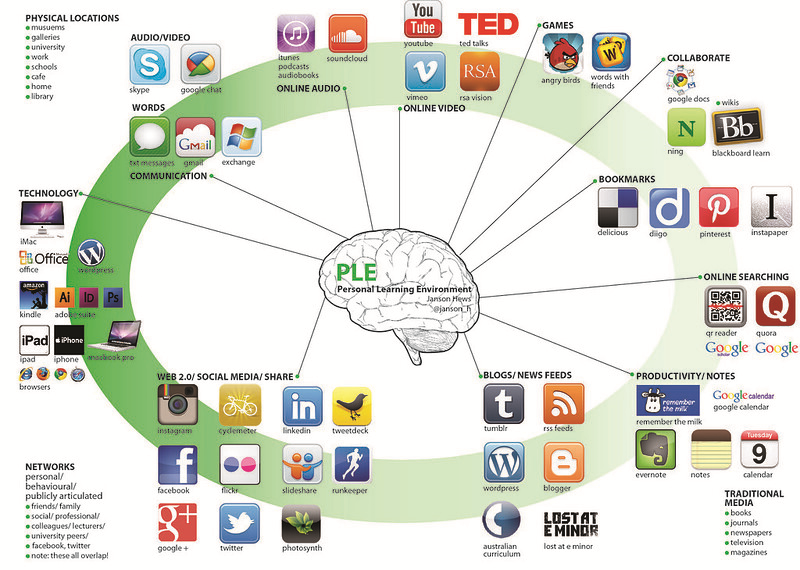 PHYSICAL LOCATIONS
musuems
galleries
university
work
schools
cafe
home
library
AUDIO/VIDEO
skype
google chat
WORDS
txt messages
Gmail
gmail
exchange
COMMUNICATION
itunes
podcasts
audiobooks
soundcloud
ONLINE AUDIO
You
Tube
youtube
TED
ted talks
vimeo
RSA
rsa vision
ONLINE VIDEO
GAMES
angry birds
words with
friends
COLLABORATE
google docs
wikis
N
ning
Bb
blackboard learn
BOOKMARKS
delicious
d
diigo
pinterest
I
instapaper
ONLINE SEARCHING
qr reader
Q
quora
Google
scholar
Google
TECHNOLOGY
iMac
Office
office
W
wordpress
amazon
kindle
Ai
ID
Ps
adobe suite
iPad
ipad
iPhone
iphone
macbook pro
browsers
PLE
Personal Learning Environment
Janson Hews
@janson_h
WEB 2.0/ SOCIAL MEDIA/ SHARE
instagram
cyclemeter
in
linkedin
tweetdeck
f
facebook
flickr
slideshare
runkeeper
g+
google +
twitter
photosynth
BLOGS/ NEWS FEEDS
t
tumblr
rss feeds
W
wordpress
B
blogger
australian
curriculum
LOST AT
E MINOR
lost at e minor
PRODUCTIVITY/ NOTES
remember
the milk
remember the milk
Google calendar
google calendar
evernote
notes
Tuesday
9
calendar
NETWORKS
personal/
behavioural/
publicly articulated
friends/ family
social/ professional/
colleagues/ lecturers/
university peers/
facebook, twitter
note: these all overlap!
TRADITIONAL
MEDIA
books
journals
newspapers
television
magazines